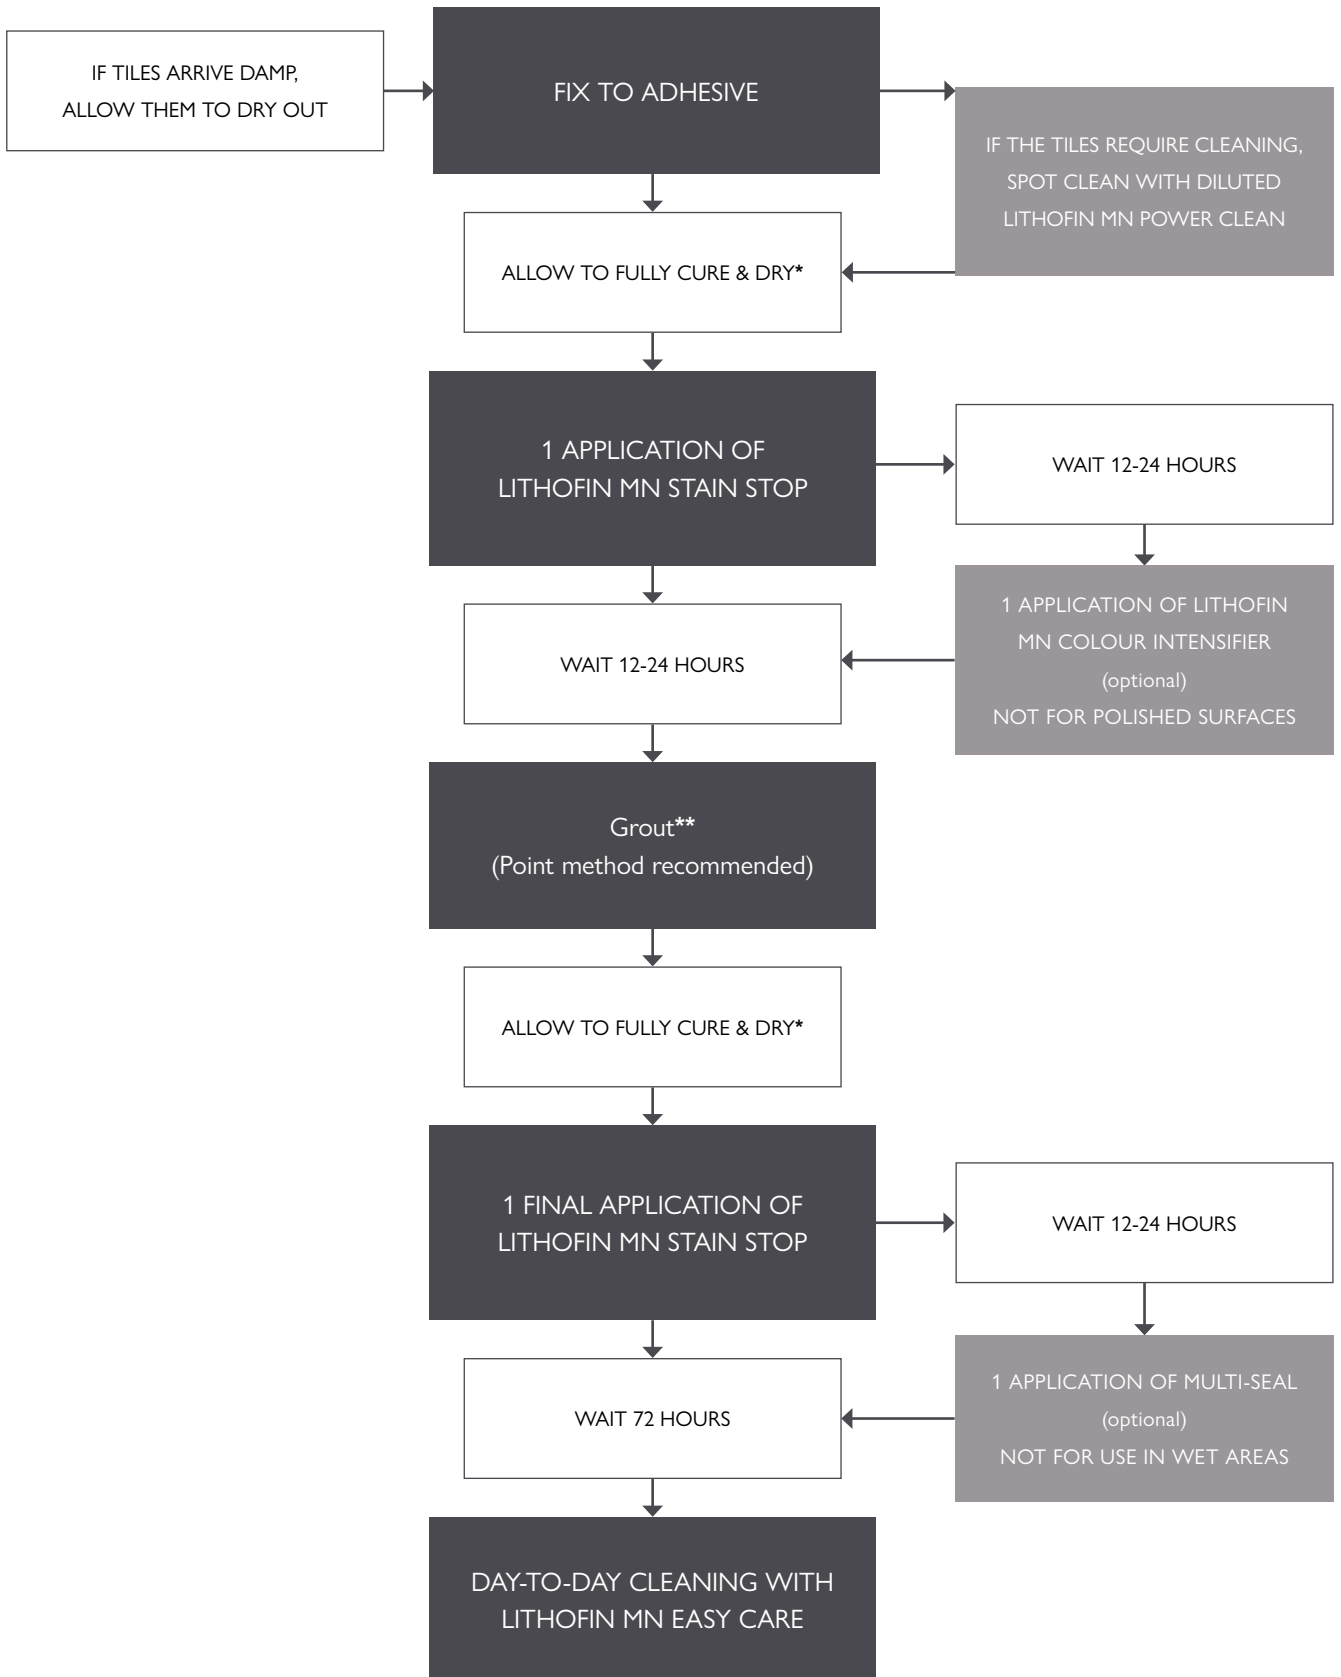 IF TILES ARRIVE DAMP,
ALLOW THEM TO DRY OUT
FIX TO ADHESIVE
IF THE TILES REQUIRE CLEANING,
SPOT CLEAN WITH DILUTED
LITHOFIN MN POWER CLEAN
ALLOW TO FULLY CURE & DRY*
1 APPLICATION OF
LITHOFIN MN STAIN STOP
WAIT 12-24 HOURS
1 APPLICATION OF LITHOFIN
MN COLOUR INTENSIFIER
(optional)
NOT FOR POLISHED SURFACES
WAIT 12-24 HOURS
Grout**
(Point method recommended)
ALLOW TO FULLY CURE & DRY*
1 FINAL APPLICATION OF
LITHOFIN MN STAIN STOP
WAIT 12-24 HOURS
1 APPLICATION OF MULTI-SEAL
(optional)
NOT FOR USE IN WET AREAS
WAIT 72 HOURS
DAY-TO-DAY CLEANING WITH
LITHOFIN MN EASY CARE